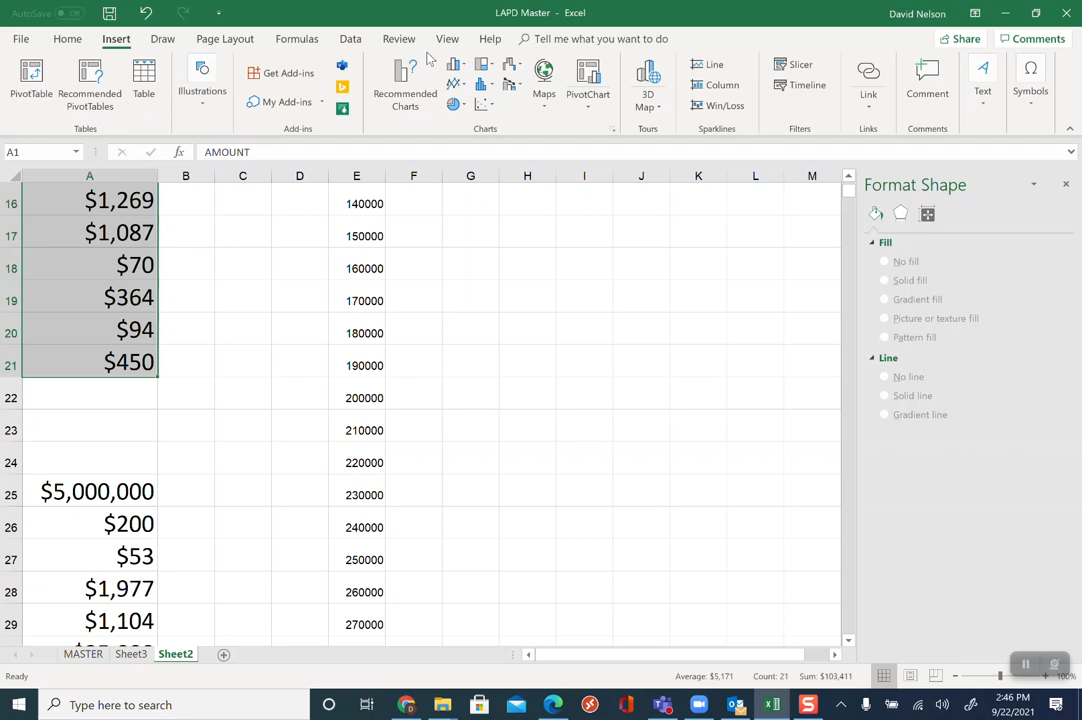 AutoSave Off
LAPD Master - Excel
David Nelson
File Home Insert Draw Page Layout Formulas Data Review View Help Tell me what you want to do
Share Comments
PivotTable Recommended PivotTables Table
Tables
Illustrations
Get Add-ins
My Add-ins
Add-ins
Recommended Charts
Maps
PivotChart
Charts
3D Map
Tours
Line
Column
Win/Loss
Sparklines
Slicer
Timeline
Filters
Link
Links
Comment
Comments
Text
Symbols
A1 fx AMOUNT
A B C D E F G H I J K L M
16 $1,269 140000
17 $1,087 150000
18 $70 160000
19 $364 170000
20 $94 180000
21 $450 190000
22 200000
23 210000
24 220000
25 $5,000,000 230000
26 $200 240000
27 $53 250000
28 $1,977 260000
29 $1,104 270000
Format Shape
Fill
No fill
Solid fill
Gradient fill
Picture or texture fill
Pattern fill
Line
No line
Solid line
Gradient line
MASTER Sheet3 Sheet2
Ready
Average: $5,171 Count: 21 Sum: $103,411
100%
Type here to search
2:46 PM
9/22/2021